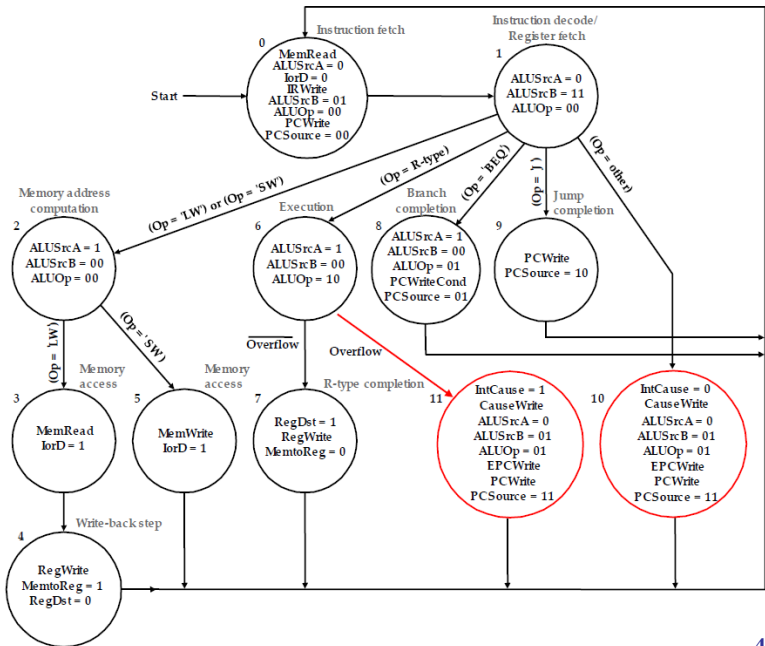 Instruction fetch
0
MemRead
ALUSrcA = 0
IorD = 0
IRWrite
ALUSrcB = 01
ALUOp = 00
PCWrite
PCSource = 00
Start
Instruction decode/
Register fetch
1
ALUSrcA = 0
ALUSrcB = 11
ALUOp = 00
(Op = 'LW') or (Op = 'SW')
(Op = R-type)
(Op = 'BEQ')
(Op = 'J')
(Op = other)
Memory address
computation
2
ALUSrcA = 1
ALUSrcB = 00
ALUOp = 00
Execution
6
ALUSrcA = 1
ALUSrcB = 00
ALUOp = 10
Branch
completion
8
ALUSrcA = 1
ALUSrcB = 00
ALUOp = 01
PCWriteCond
PCSource = 01
Jump
completion
9
PCWrite
PCSource = 10
(Op = 'LW')
(Op = 'SW')
Overflow
Overflow
Memory
access
3
MemRead
IorD = 1
Memory
access
5
MemWrite
IorD = 1
R-type completion
7
RegDst = 1
RegWrite
MemtoReg = 0
11
IntCause = 1
CauseWrite
ALUSrcA = 0
ALUSrcB = 01
ALUOp = 01
EPCWrite
PCWrite
PCSource = 11
10
IntCause = 0
CauseWrite
ALUSrcA = 0
ALUSrcB = 01
ALUOp = 01
EPCWrite
PCWrite
PCSource = 11
Write-back step
4
RegWrite
MemtoReg = 1
RegDst = 0
4